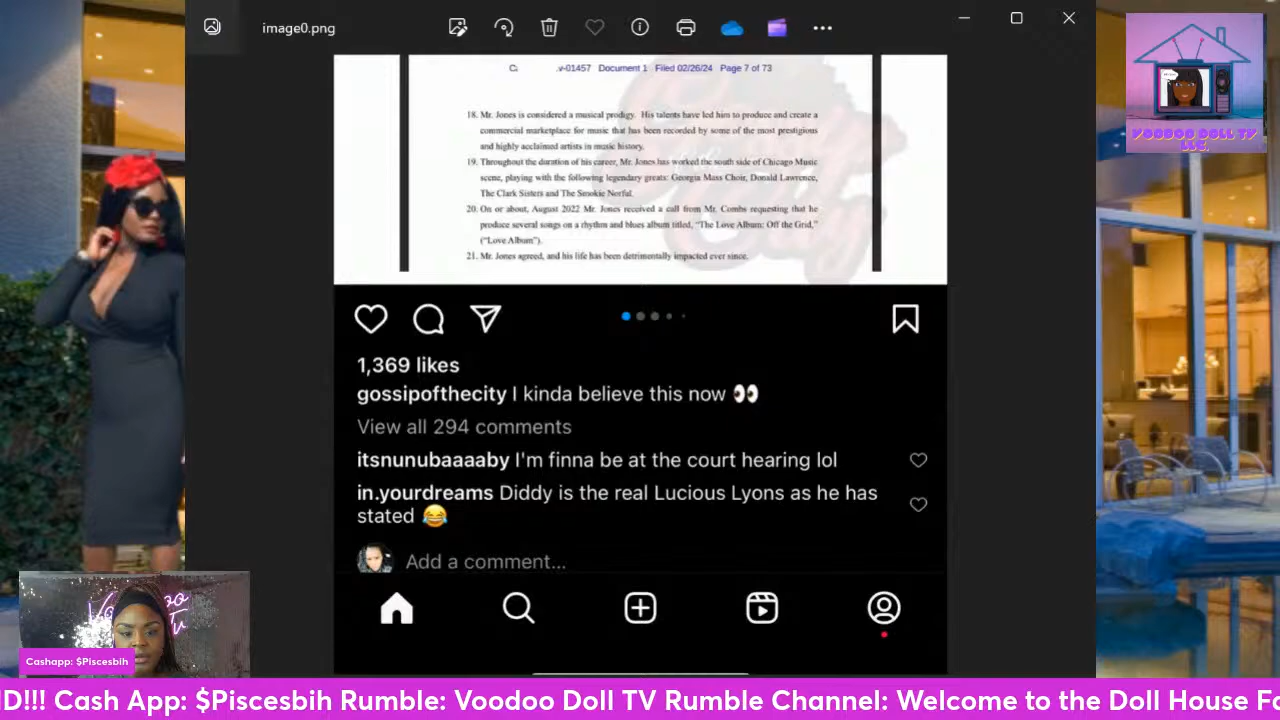 image0.png
.v-01457 Document 1 Filed 02/26/24 Page 7 of 73
18. Mr. Jones is considered a musical prodigy. His talents have led him to produce and create a
commercial marketplace for music that has been recorded by some of the most prestigious
and highly acclaimed artists in music history.
19. Throughout the duration of his career, Mr. Jones has worked the south side of Chicago Music
scene, playing with the following legendary greats: Georgia Mass Choir, Donald Lawrence,
The Clark Sisters and The Smokie Norful.
20. On or about, August 2022 Mr. Jones received a call from Mr. Combs requesting that he
produce several songs on a rhythm and blues album titled, “The Love Album: Off the Grid,”
(“Love Album”).
21. Mr. Jones agreed, and his life has been detrimentally impacted ever since.
1,369 likes
gossipofthecity I kinda believe this now 👀
View all 294 comments
itsnunubaaaaby I'm finna be at the court hearing lol
in.yourdreams Diddy is the real Lucious Lyons as he has
stated 😂
Add a comment...
VOODOO DOLL TV
LLC.
Cashapp: $Piscesbih
D!!! Cash App: $Piscesbih Rumble: Voodoo Doll TV Rumble Channel: Welcome to the Doll House